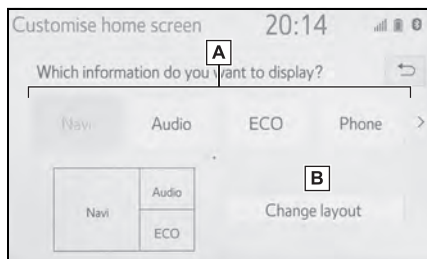 Customise home screen 20:14
A
Which information do you want to display?
Navi Audio ECO Phone >
Navi Audio
ECO
B
Change layout